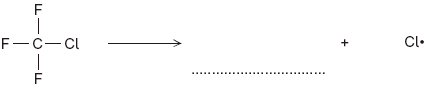 F
F — C — Cl ⟶ ................................. + Cl•
F